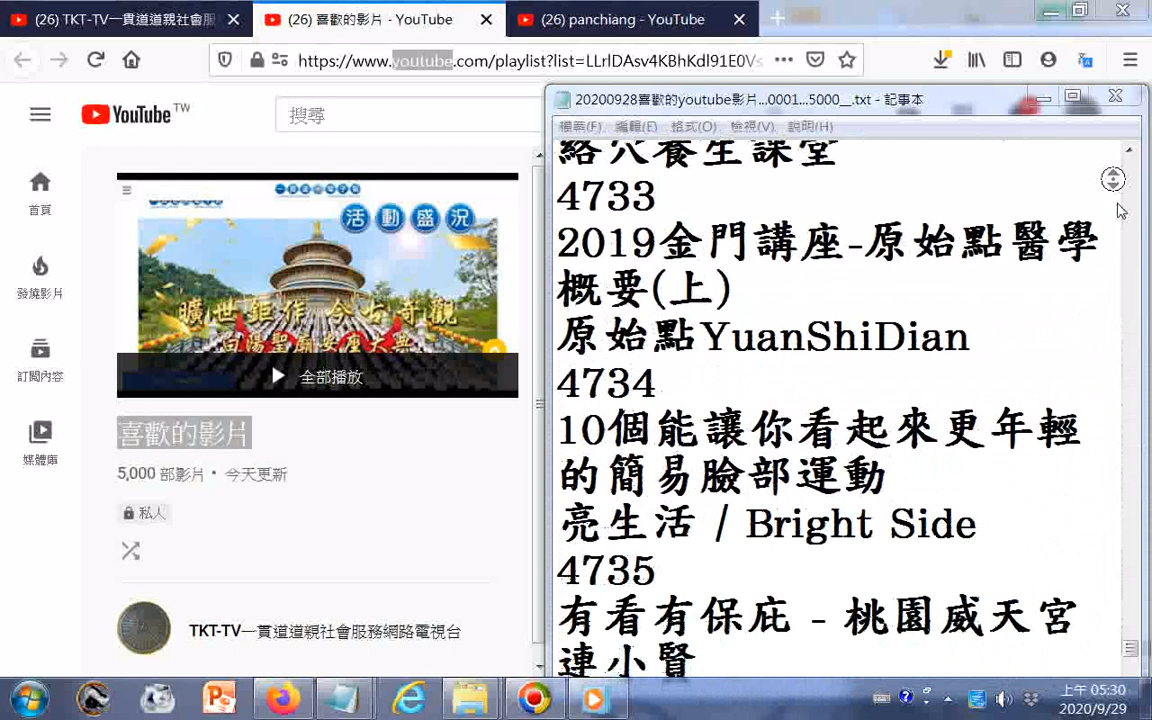 (26) TKT-TV一貫道道親社會服
(26) 喜歡的影片 - YouTube
(26) panchiang - YouTube
https://www.youtube.com/playlist?list=LLrlDAsv4KBhKdl91E0Vs
YouTube TW
搜尋
首頁
發燒影片
訂閱內容
媒體庫
活動盛況
曠世鉅作 今古奇觀
全部播放
喜歡的影片
5,000 部影片・今天更新
私人
TKT-TV一貫道道親社會服務網路電視台
20200928喜歡的youtube影片...0001...5000__.txt - 記事本
檔案(F) 編輯(E) 格式(O) 檢視(V) 說明(H)
絡穴養生課堂
4733
2019金門講座-原始點醫學
概要(上)
原始點YuanShiDian
4734
10個能讓你看起來更年輕
的簡易臉部運動
亮生活 / Bright Side
4735
有看有保庇 - 桃園威天宮
連小賢
上午 05:30
2020/9/29